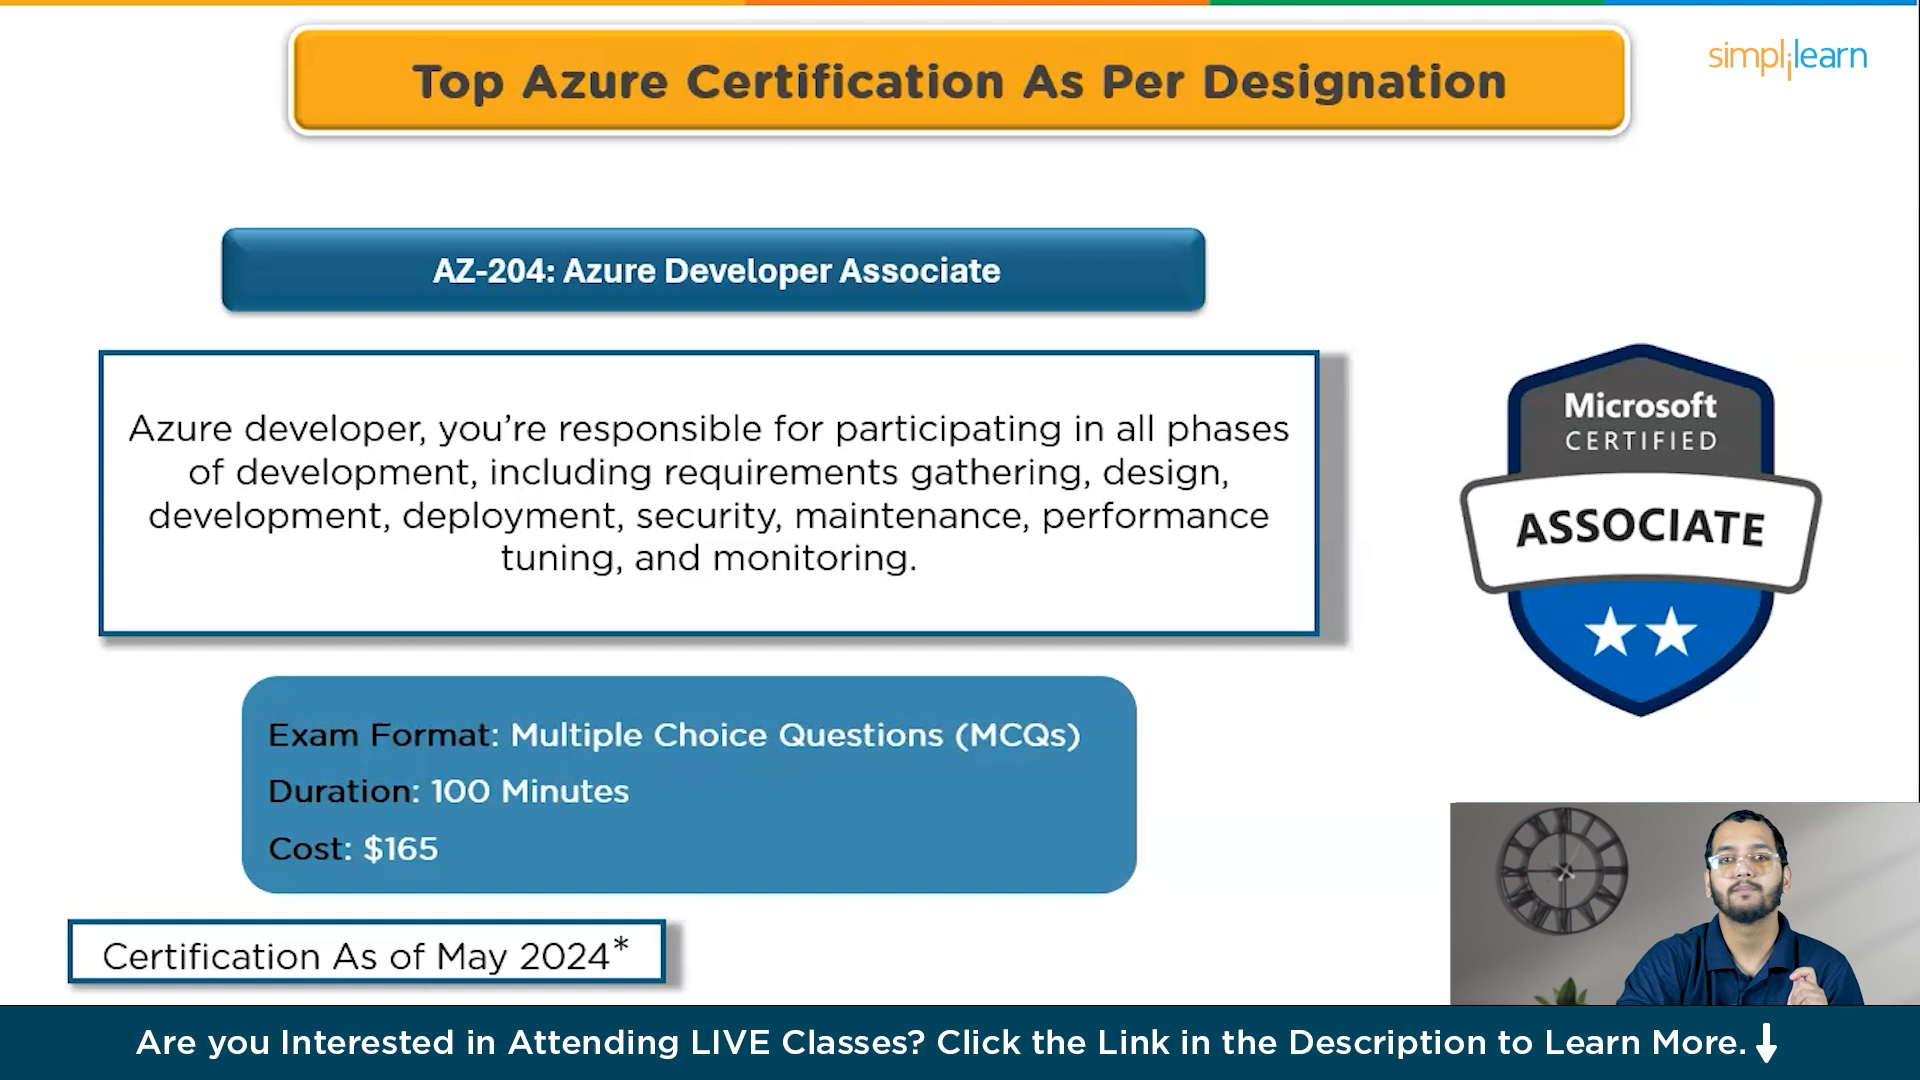 Top Azure Certification As Per Designation
simplilearn
AZ-204: Azure Developer Associate
Azure developer, you’re responsible for participating in all phases
of development, including requirements gathering, design,
development, deployment, security, maintenance, performance
tuning, and monitoring.
Microsoft
CERTIFIED
ASSOCIATE
Exam Format: Multiple Choice Questions (MCQs)
Duration: 100 Minutes
Cost: $165
Certification As of May 2024*
Are you Interested in Attending LIVE Classes? Click the Link in the Description to Learn More.